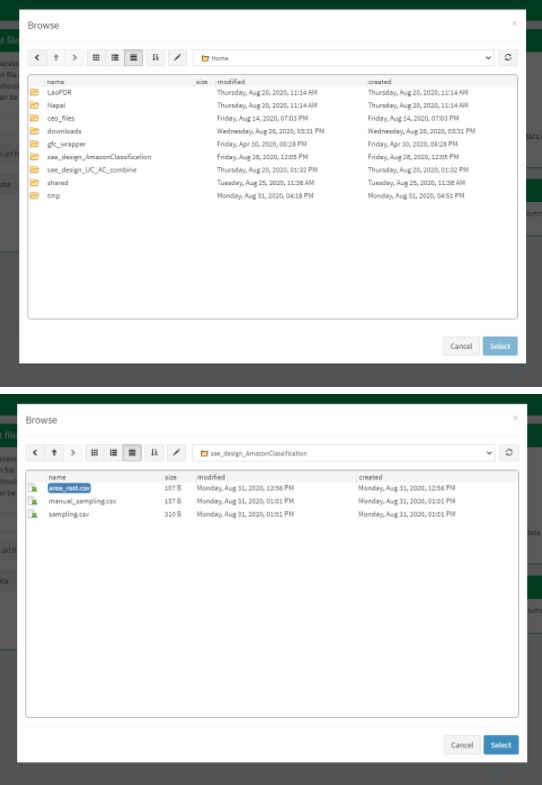 Browse ×
Home
name size modified created
LaoPDR Thursday, Aug 20, 2020, 11:14 AM Thursday, Aug 20, 2020, 11:14 AM
Nepal Thursday, Aug 20, 2020, 11:14 AM Thursday, Aug 20, 2020, 11:14 AM
ceo_files Friday, Aug 14, 2020, 07:03 PM Friday, Aug 14, 2020, 07:03 PM
downloads Wednesday, Aug 26, 2020, 03:31 PM Wednesday, Aug 26, 2020, 03:31 PM
gfc_wrapper Friday, Apr 10, 2020, 05:28 PM Friday, Apr 10, 2020, 05:28 PM
sae_design_AmazonClassification Friday, Aug 28, 2020, 12:05 PM Friday, Aug 28, 2020, 12:05 PM
sae_design_UC_AC_combine Thursday, Aug 20, 2020, 01:32 PM Thursday, Aug 20, 2020, 01:32 PM
shared Tuesday, Aug 25, 2020, 11:38 AM Tuesday, Aug 25, 2020, 11:38 AM
tmp Monday, Aug 31, 2020, 04:16 PM Monday, Aug 31, 2020, 04:51 PM
Cancel Select
Browse ×
sae_design_AmazonClassification
name size modified created
area_rast.csv 107 B Monday, Aug 31, 2020, 12:56 PM Monday, Aug 31, 2020, 12:56 PM
manual_sampling.csv 157 B Monday, Aug 31, 2020, 01:01 PM Monday, Aug 31, 2020, 01:01 PM
sampling.csv 310 B Monday, Aug 31, 2020, 01:01 PM Monday, Aug 31, 2020, 01:01 PM
Cancel Select